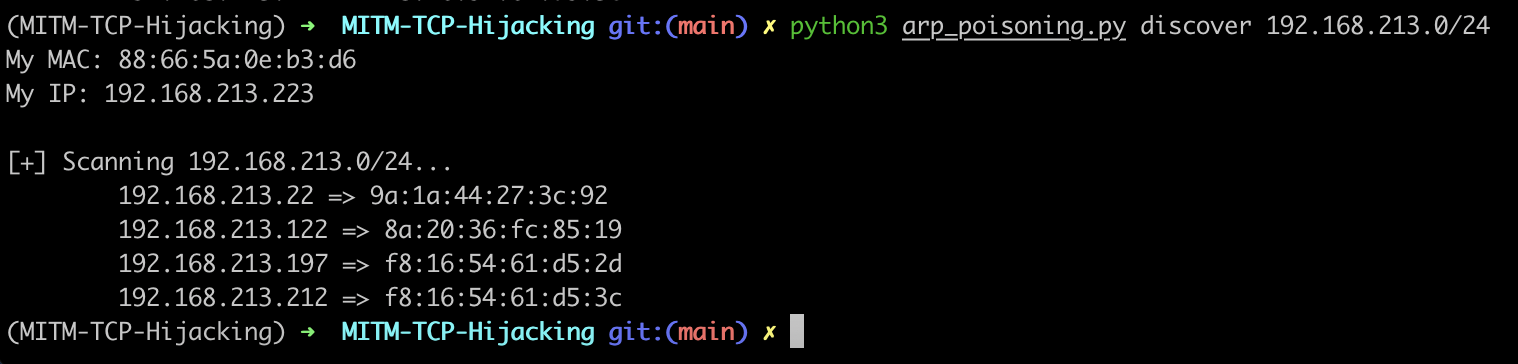 (MITM-TCP-Hijacking) ➜ MITM-TCP-Hijacking git:(main) ✗ python3 arp_poisoning.py discover 192.168.213.0/24
My MAC: 88:66:5a:0e:b3:d6
My IP: 192.168.213.223
[+] Scanning 192.168.213.0/24...
192.168.213.22 => 9a:1a:44:27:3c:92
192.168.213.122 => 8a:20:36:fc:85:19
192.168.213.197 => f8:16:54:61:d5:2d
192.168.213.212 => f8:16:54:61:d5:3c
(MITM-TCP-Hijacking) ➜ MITM-TCP-Hijacking git:(main) ✗